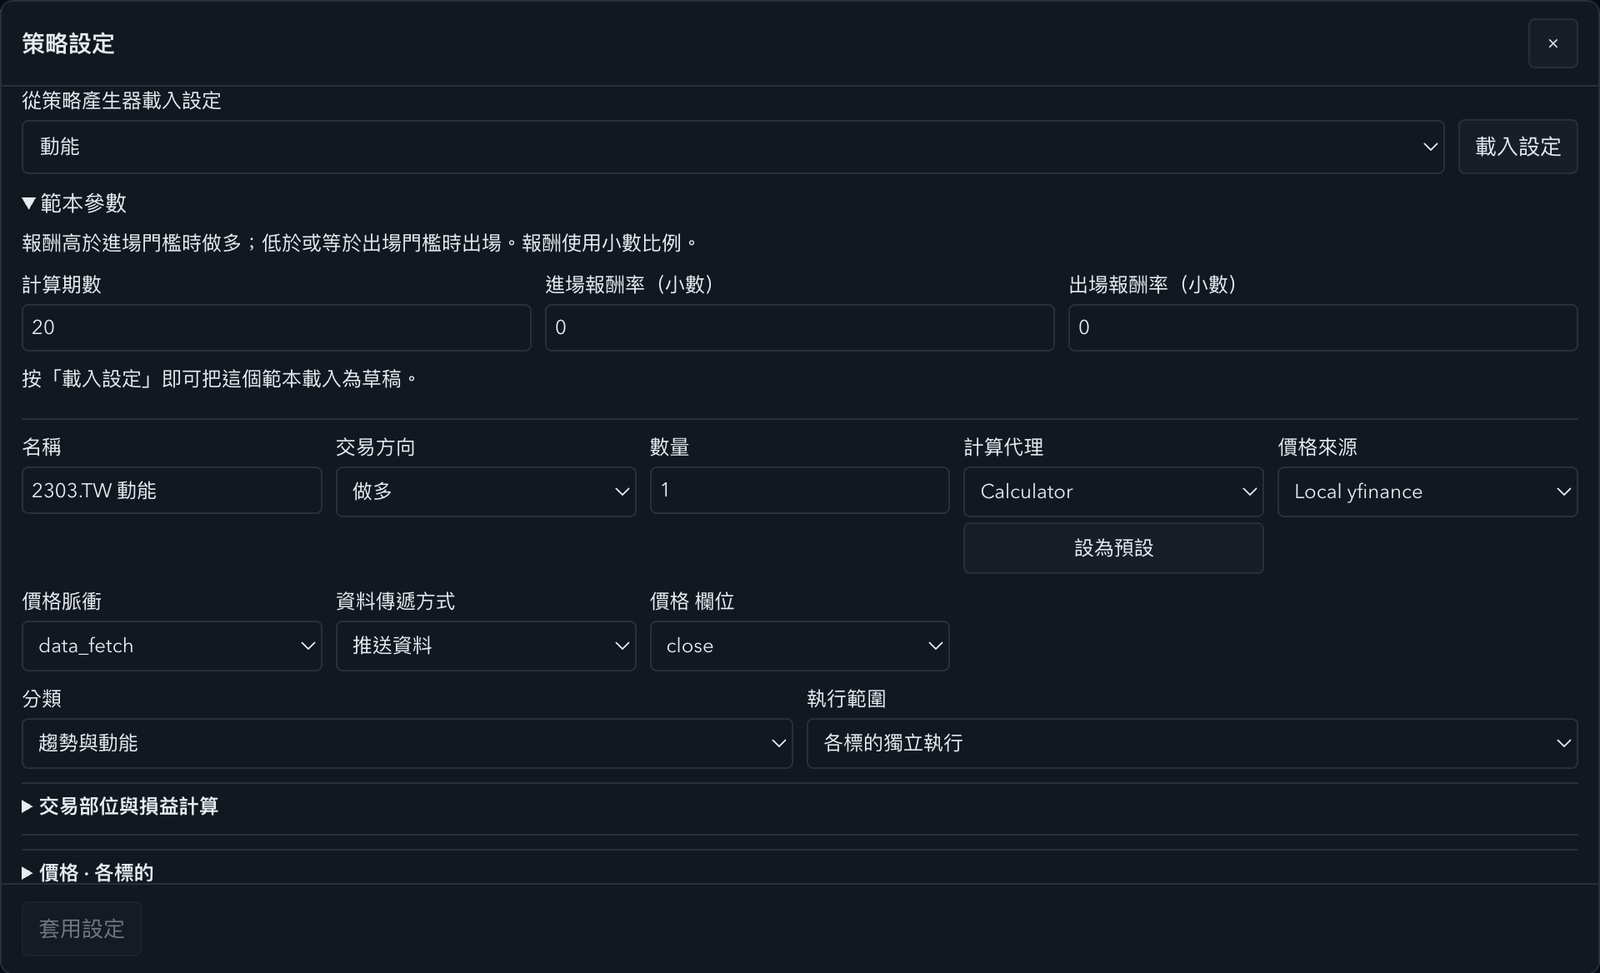 策略設定
×
從策略產生器載入設定
動能
載入設定
▼範本參數
報酬高於進場門檻時做多；低於或等於出場門檻時出場。報酬使用小數比例。
計算期數 進場報酬率（小數） 出場報酬率（小數）
20 0 0
按「載入設定」即可把這個範本載入為草稿。
名稱 交易方向 數量 計算代理 價格來源
2303.TW 動能 做多 1 Calculator Local yfinance
設為預設
價格脈衝 資料傳遞方式 價格 欄位
data_fetch 推送資料 close
分類 執行範圍
趨勢與動能 各標的獨立執行
▶ 交易部位與損益計算
▶ 價格 · 各標的
套用設定